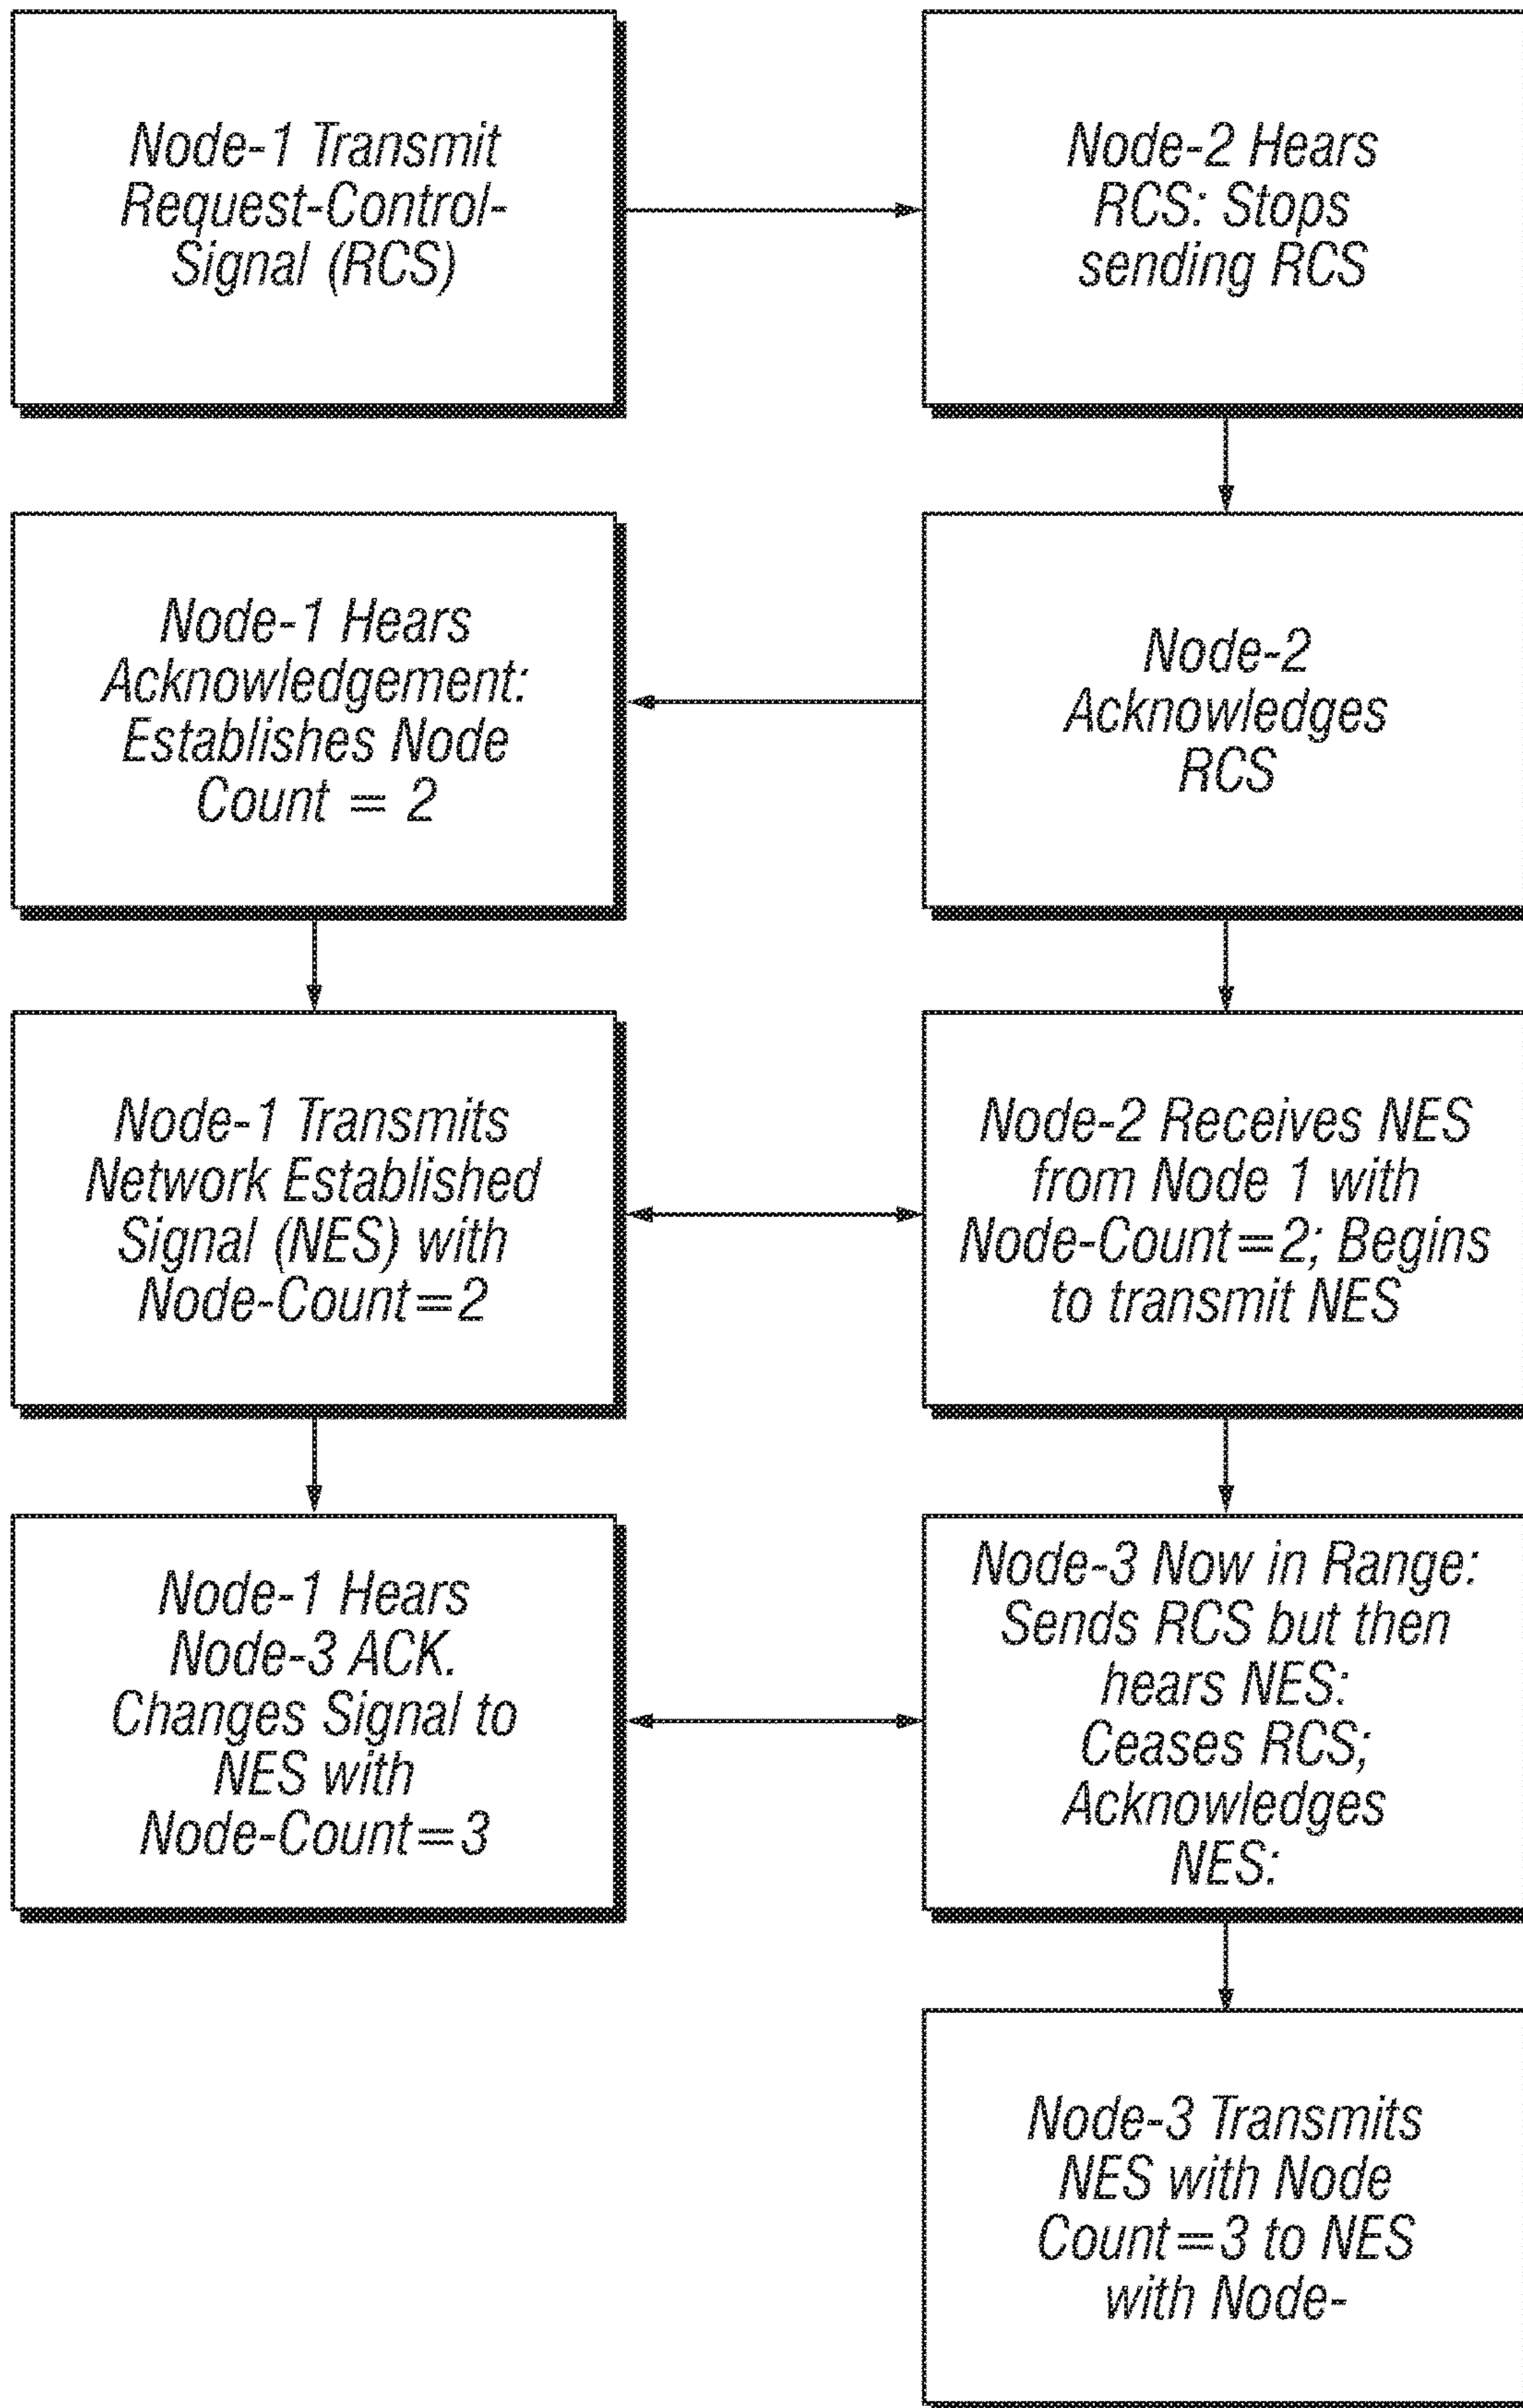 Node-1 Transmit
Request-Control-
Signal (RCS)
Node-2 Hears
RCS: Stops
sending RCS
Node-1 Hears
Acknowledgement:
Establishes Node
Count = 2
Node-2
Acknowledges
RCS
Node-1 Transmits
Network Established
Signal (NES) with
Node-Count=2
Node-2 Receives NES
from Node 1 with
Node-Count=2; Begins
to transmit NES
Node-1 Hears
Node-3 ACK.
Changes Signal to
NES with
Node-Count=3
Node-3 Now in Range:
Sends RCS but then
hears NES:
Ceases RCS;
Acknowledges
NES:
Node-3 Transmits
NES with Node
Count=3 to NES
with Node-